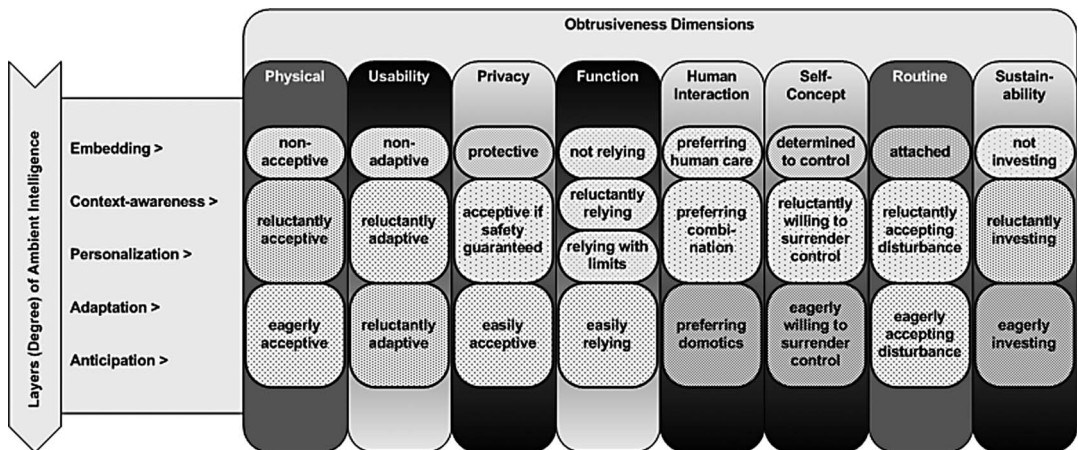 Obtrusiveness Dimensions
Physical
Usability
Privacy
Function
Human
Interaction
Self-
Concept
Routine
Sustain-
ability
Layers (Degree) of Ambient Intelligence
Embedding >
non-
acceptive
non-
adaptive
protective
not relying
preferring
human care
determined
to control
attached
not
investing
Context-awareness >
Personalization >
reluctantly
acceptive
reluctantly
adaptive
acceptive if
safety
guaranteed
reluctantly
relying
relying with
limits
preferring
combi-
nation
reluctantly
willing to
surrender
control
reluctantly
accepting
disturbance
reluctantly
investing
Adaptation >
Anticipation >
eagerly
acceptive
reluctantly
adaptive
easily
acceptive
easily
relying
preferring
domotics
eagerly
willing to
surrender
control
eagerly
accepting
disturbance
eagerly
investing